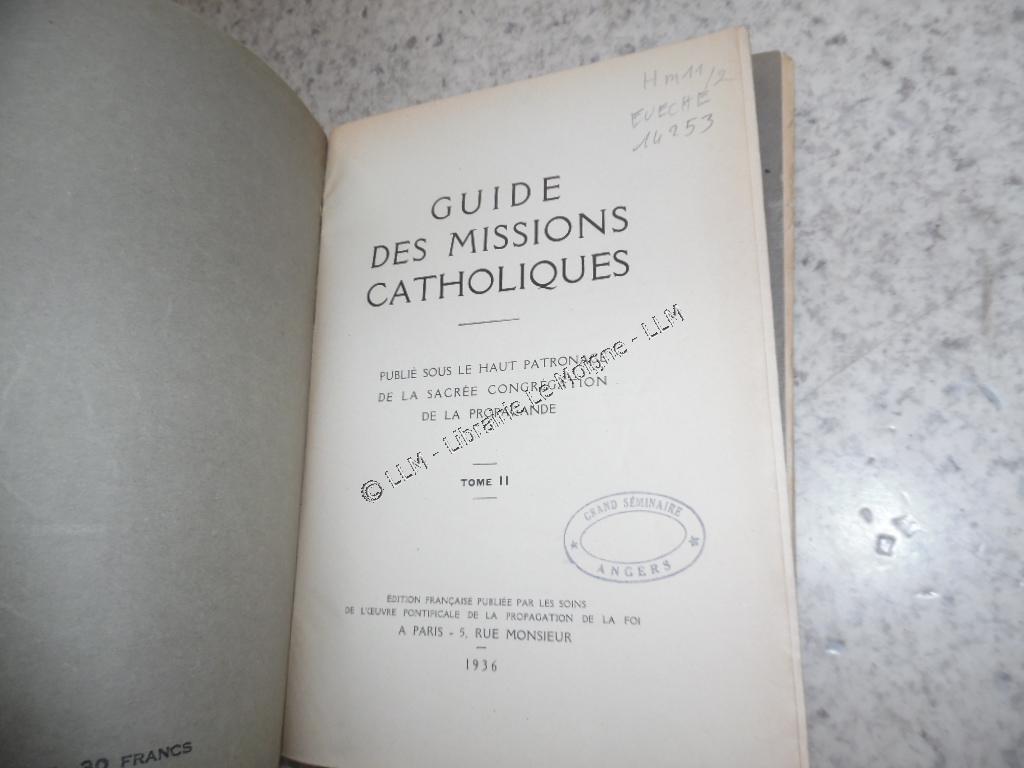 Hm11/2
EVECHE
14253
GUIDE
DES MISSIONS
CATHOLIQUES
PUBLIÉ SOUS LE HAUT PATRONAGE
DE LA SACRÉE CONGRÉGATION
DE LA PROPAGANDE
© LLM - Librairie Le Moigne - LLM
TOME II
GRAND SÉMINAIRE
ANGERS
ÉDITION FRANÇAISE PUBLIÉE PAR LES SOINS
DE L'ŒUVRE PONTIFICALE DE LA PROPAGATION DE LA FOI
A PARIS - 5, RUE MONSIEUR
1936
30 FRANCS